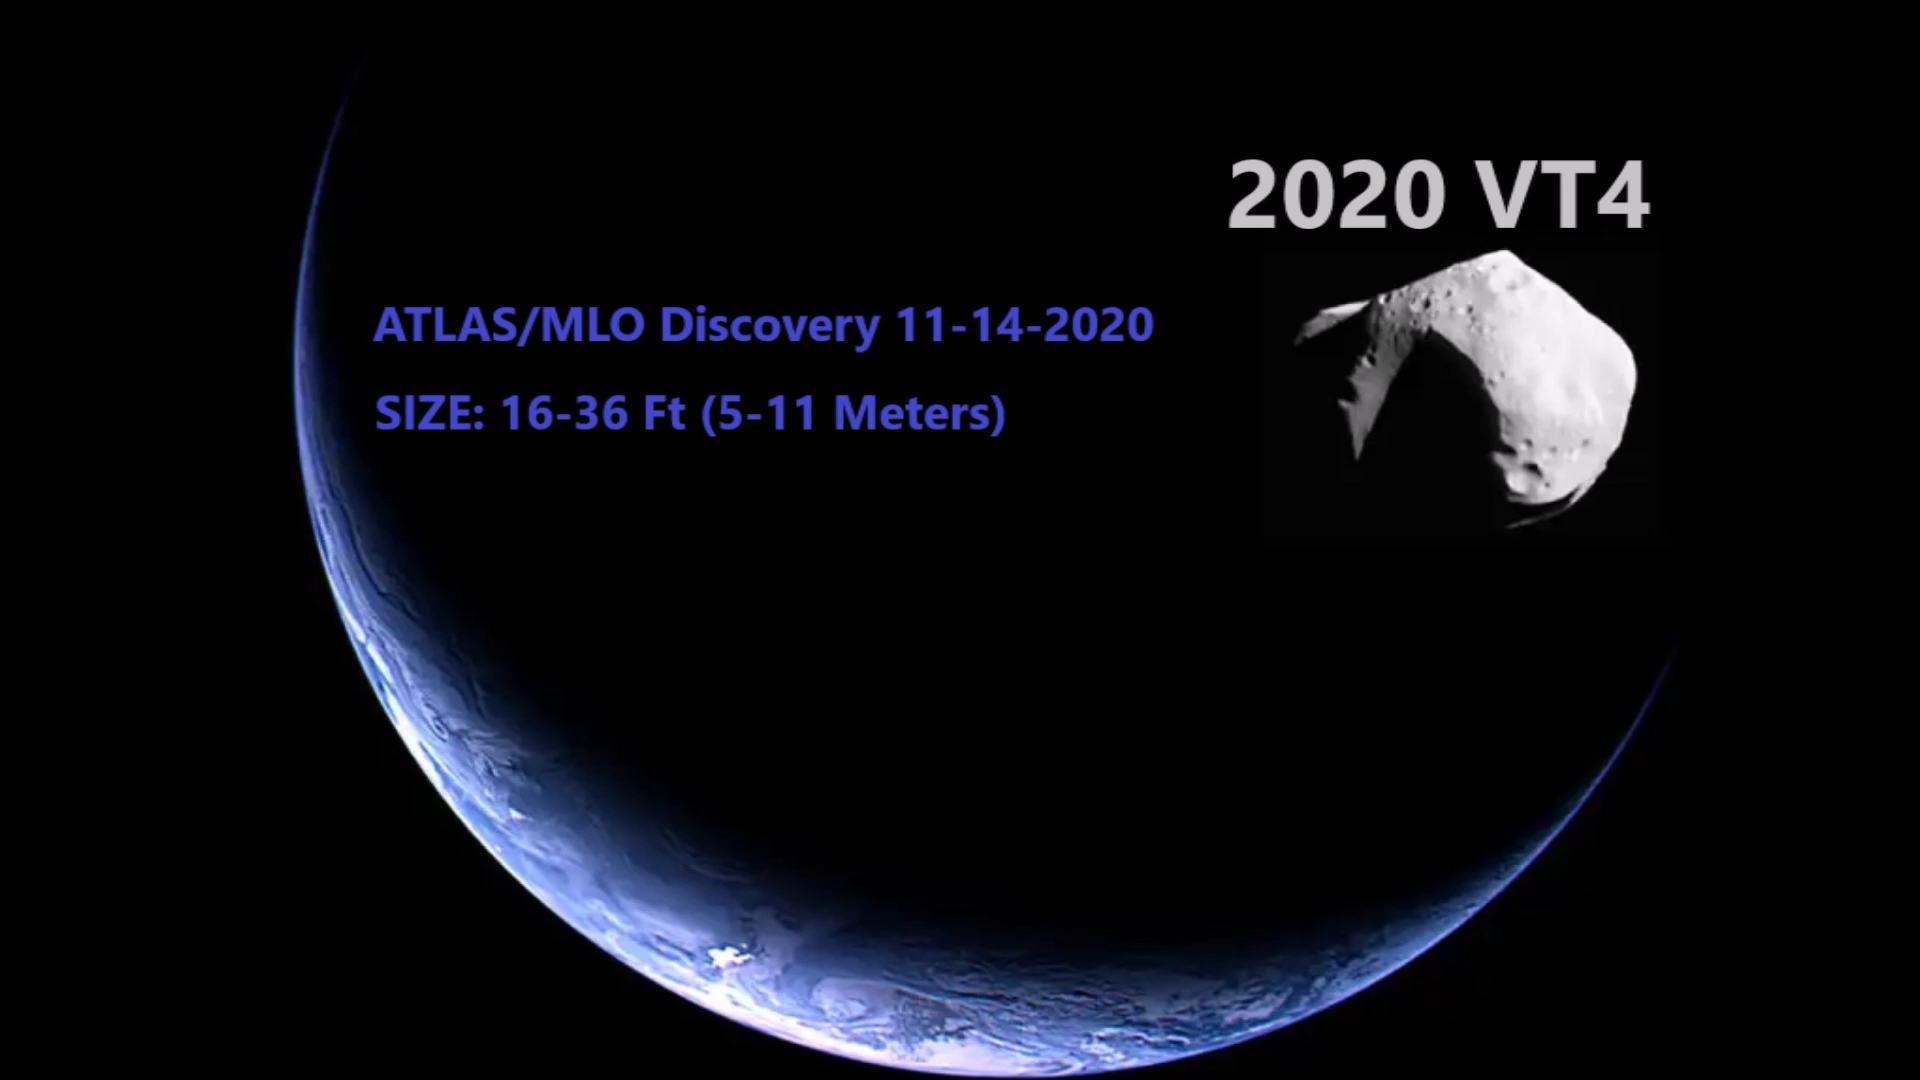 2020 VT4
ATLAS/MLO Discovery 11-14-2020
SIZE: 16-36 Ft (5-11 Meters)